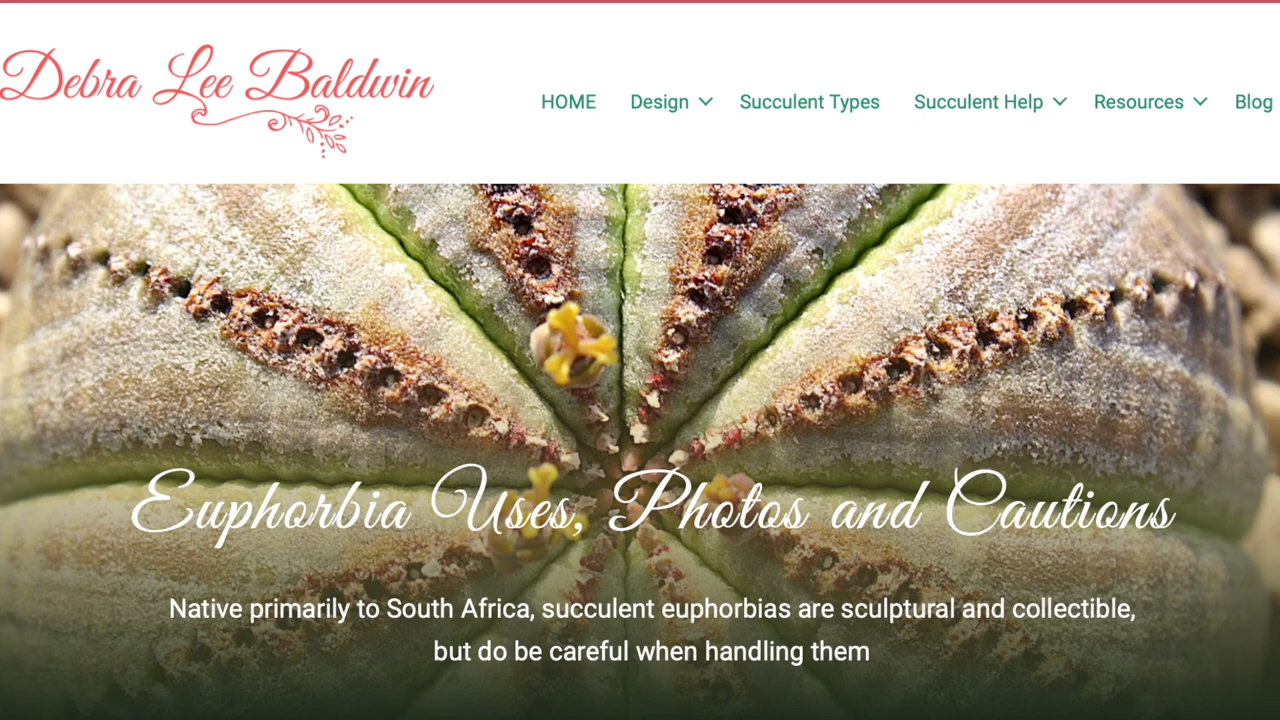 Debra Lee Baldwin
HOME Design Succulent Types Succulent Help Resources Blog
Euphorbia Uses, Photos and Cautions
Native primarily to South Africa, succulent euphorbias are sculptural and collectible,
but do be careful when handling them